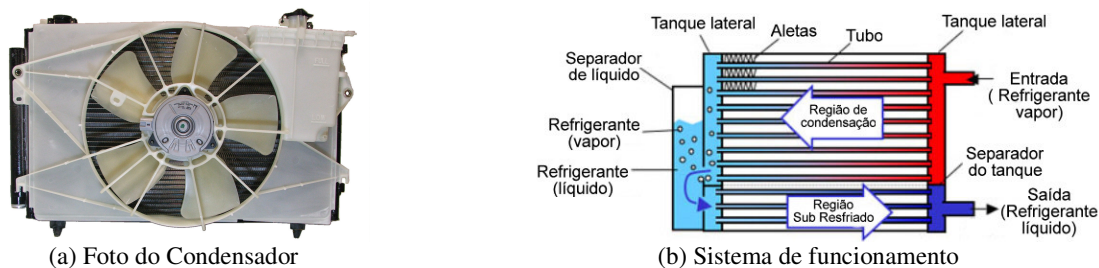 Tanque lateral
Aletas
Tubo
Tanque lateral
Separador
de líquido
Entrada
( Refrigerante
vapor)
Região de
condensação
Refrigerante
(vapor)
Refrigerante
(líquido)
Separador
do tanque
Região
Sub Resfriado
Saída
(Refrigerante
líquido)
(a) Foto do Condensador
(b) Sistema de funcionamento